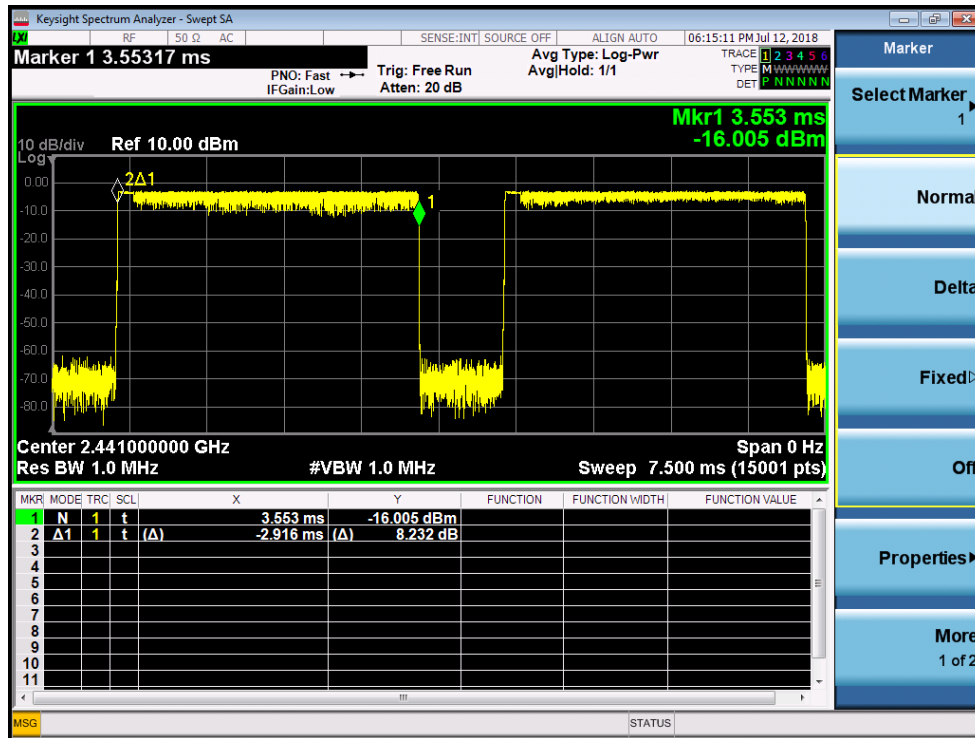 Keysight Spectrum Analyzer - Swept SA
LXI RF 50 Ω AC SENSE:INT SOURCE OFF ALIGN AUTO 06:15:11 PM Jul 12, 2018
Marker 1 3.55317 ms
PNO: Fast
IFGain:Low
Trig: Free Run
Atten: 20 dB
Avg Type: Log-Pwr
Avg|Hold: 1/1
TRACE 1 2 3 4 5 6
TYPE M WWWWW
DET P N N N N N
Mkr1 3.553 ms
-16.005 dBm
10 dB/div Ref 10.00 dBm
Log
0.00
-10.0
-20.0
-30.0
-40.0
-50.0
-60.0
-70.0
-80.0
2Δ1
1
Center 2.441000000 GHz Span 0 Hz
Res BW 1.0 MHz #VBW 1.0 MHz Sweep 7.500 ms (15001 pts)
MKR MODE TRC SCL X Y FUNCTION FUNCTION WIDTH FUNCTION VALUE
1 N 1 t 3.553 ms -16.005 dBm
2 Δ1 1 t (Δ) -2.916 ms (Δ) 8.232 dB
3
4
5
6
7
8
9
10
11
MSG STATUS
Marker
Select Marker
1
Normal
Delta
Fixed
Off
Properties
More
1 of 2